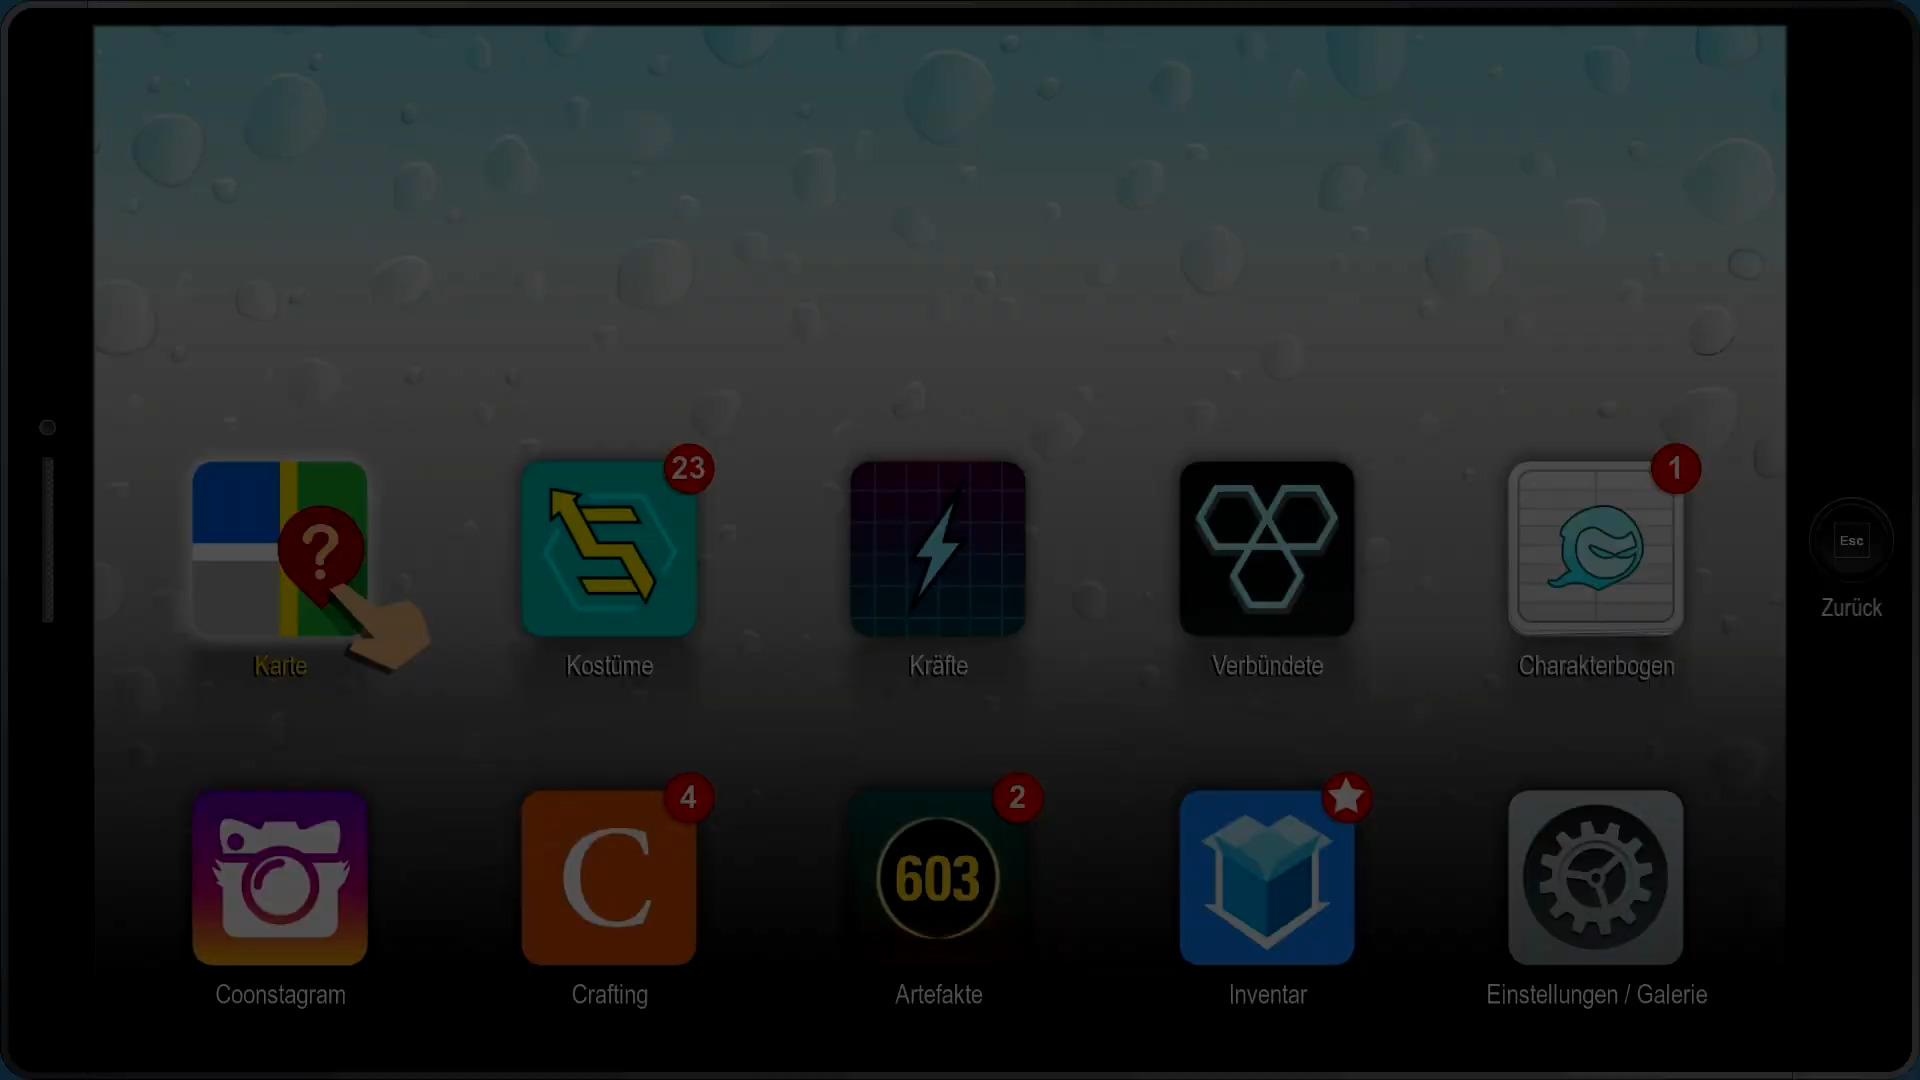 23
1
?
Esc
Zurück
Karte
Kostüme
Kräfte
Verbündete
Charakterbogen
4
2
C
603
Coonstagram
Crafting
Artefakte
Inventar
Einstellungen / Galerie